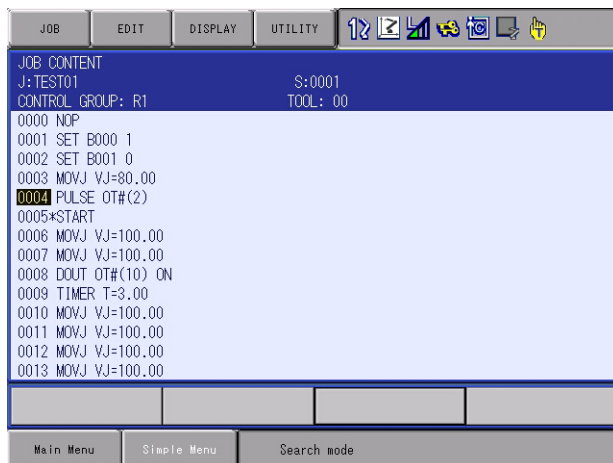 JOB EDIT DISPLAY UTILITY
JOB CONTENT
J:TEST01 S:0001
CONTROL GROUP: R1 TOOL: 00
0000 NOP
0001 SET B000 1
0002 SET B001 0
0003 MOVJ VJ=80.00
0004 PULSE OT#(2)
0005*START
0006 MOVJ VJ=100.00
0007 MOVJ VJ=100.00
0008 DOUT OT#(10) ON
0009 TIMER T=3.00
0010 MOVJ VJ=100.00
0011 MOVJ VJ=100.00
0012 MOVJ VJ=100.00
0013 MOVJ VJ=100.00
Main Menu Simple Menu Search mode